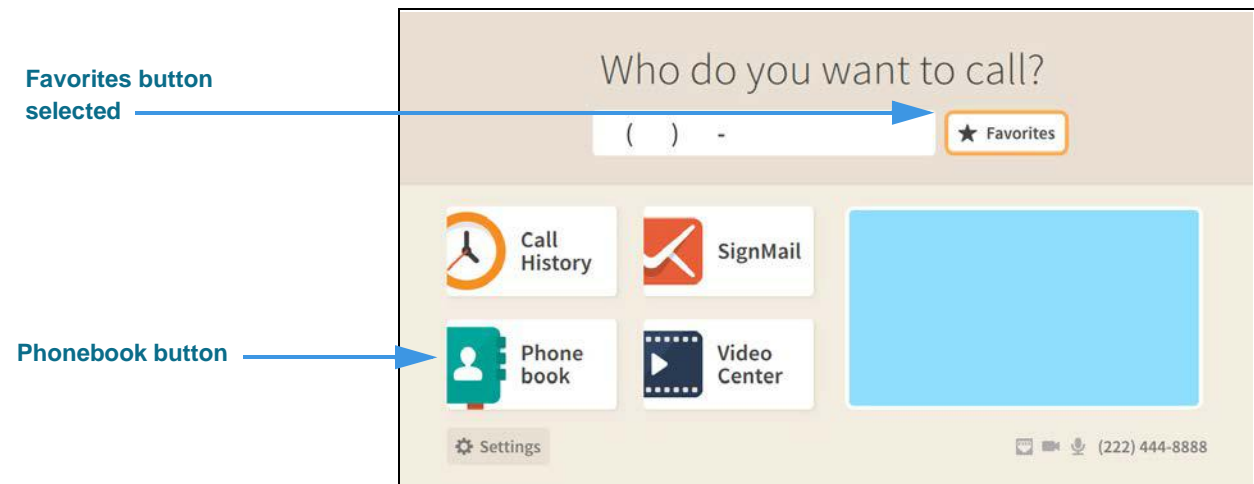 Favorites button
selected
Who do you want to call?
( ) -
Favorites
Call
History
SignMail
Phonebook button
Phone
book
Video
Center
Settings
(222) 444-8888